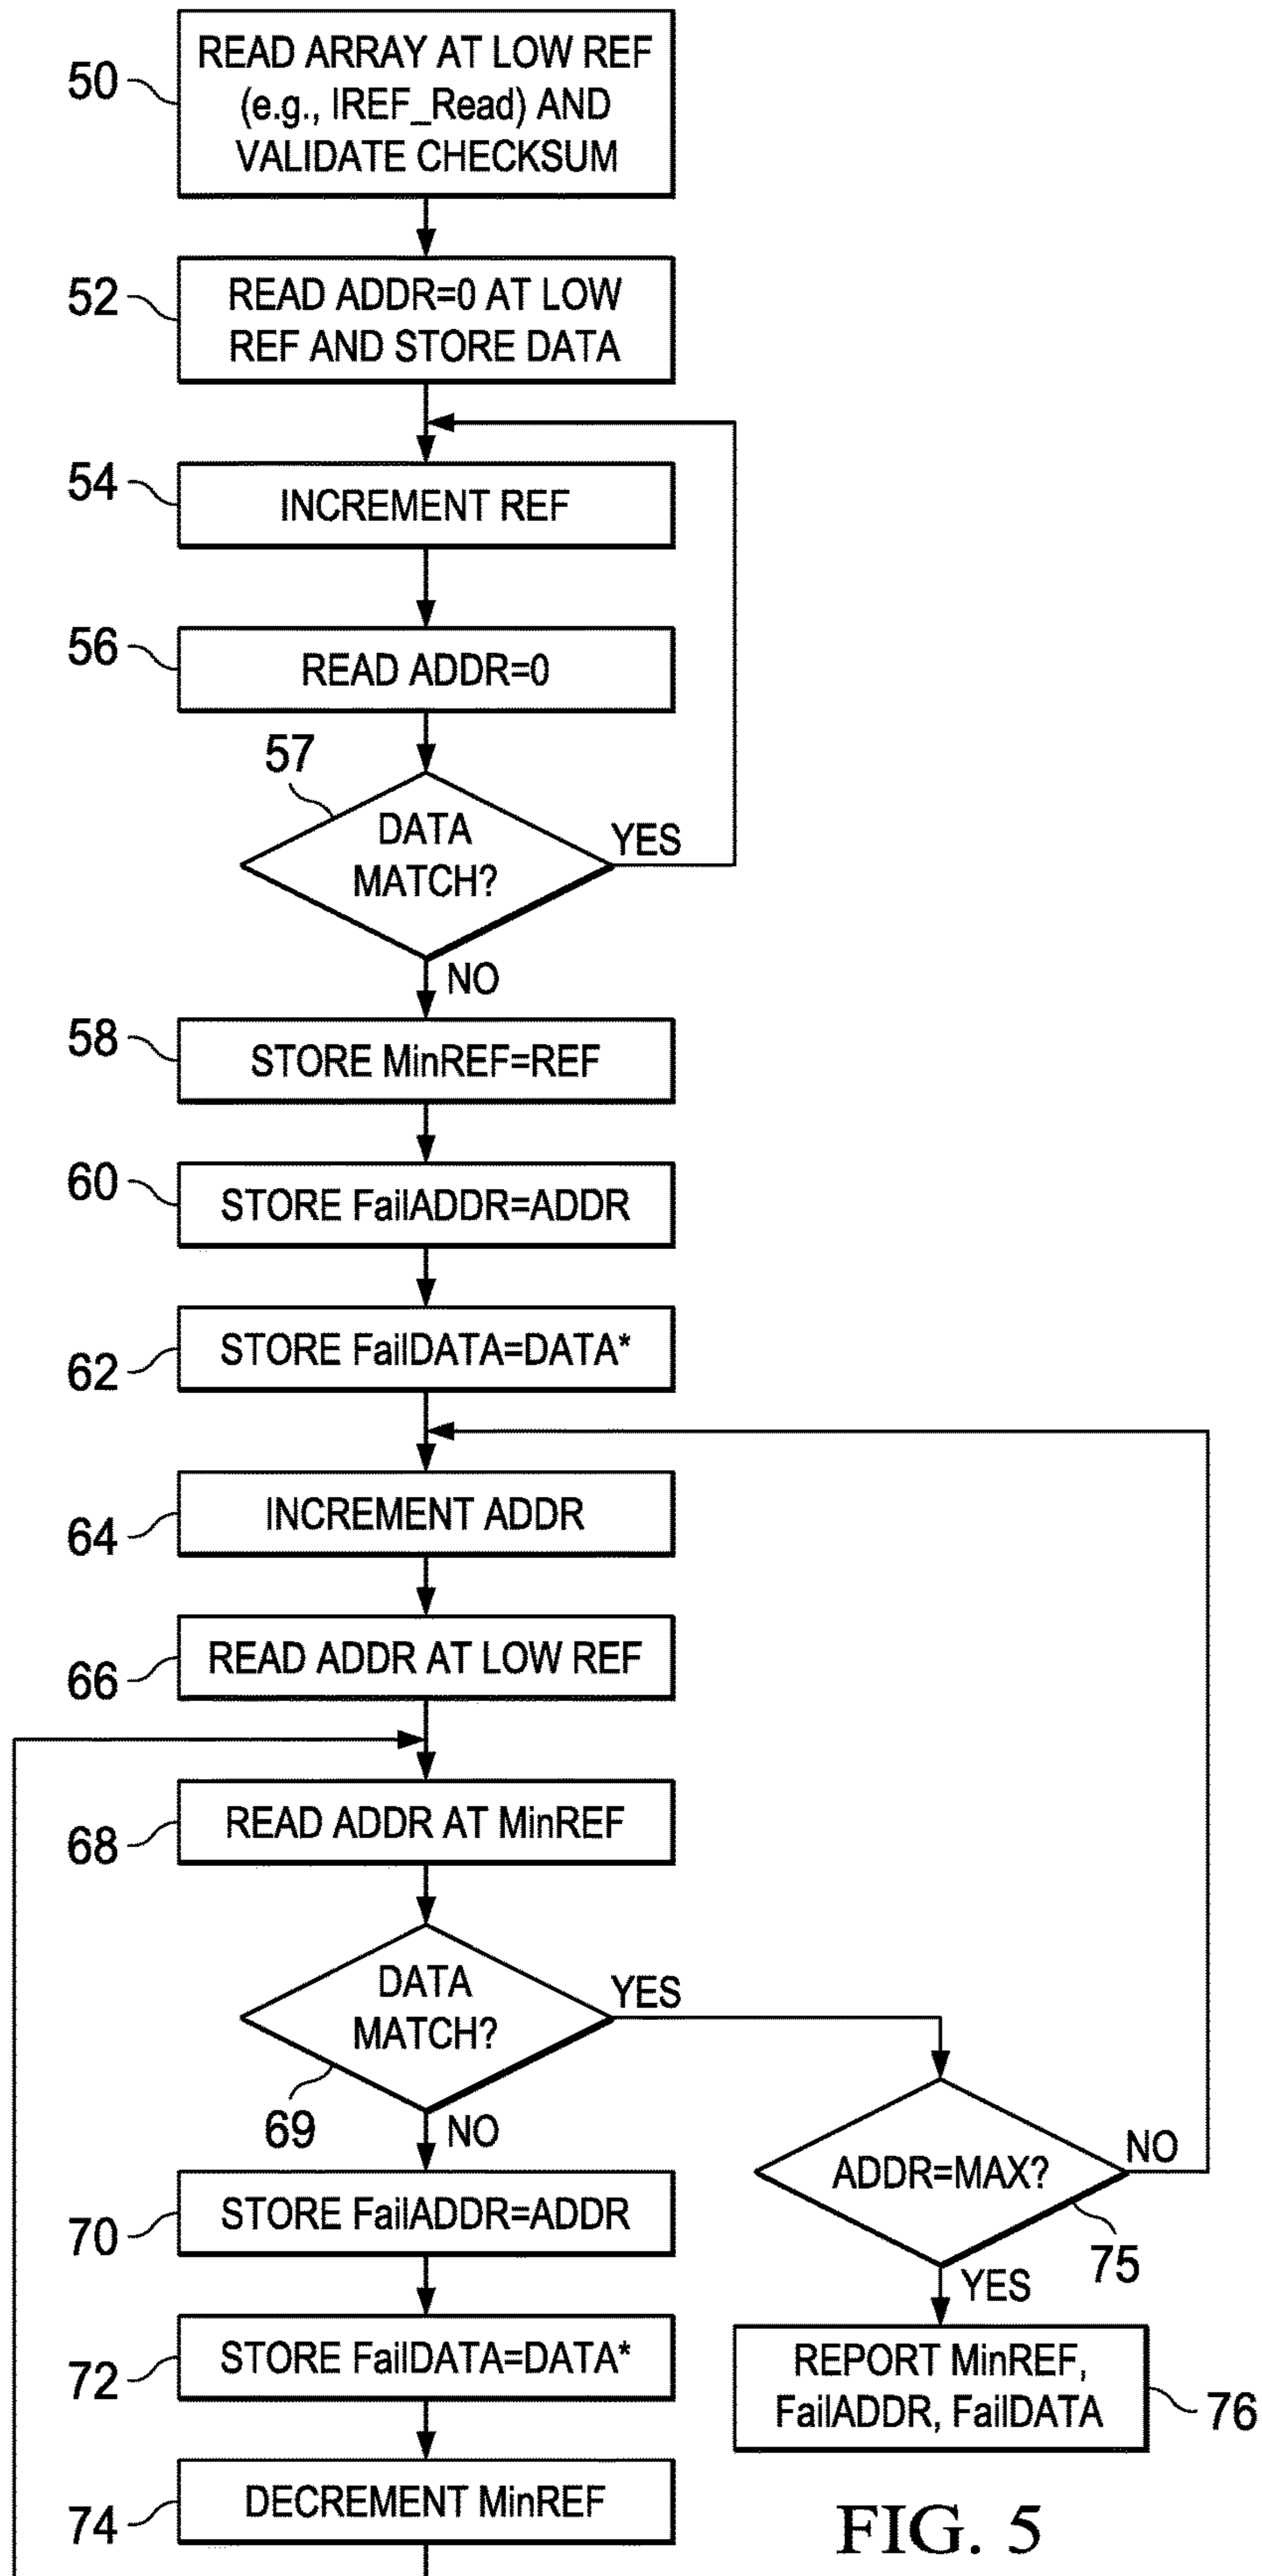 50
READ ARRAY AT LOW REF
(e.g., IREF_Read) AND
VALIDATE CHECKSUM
52
READ ADDR=0 AT LOW
REF AND STORE DATA
54
INCREMENT REF
56
READ ADDR=0
57
DATA
MATCH?
YES
NO
58
STORE MinREF=REF
60
STORE FailADDR=ADDR
62
STORE FailDATA=DATA*
64
INCREMENT ADDR
66
READ ADDR AT LOW REF
68
READ ADDR AT MinREF
DATA
MATCH?
YES
69
NO
ADDR=MAX?
NO
75
YES
70
STORE FailADDR=ADDR
72
STORE FailDATA=DATA*
REPORT MinREF,
FailADDR, FailDATA
76
74
DECREMENT MinREF
FIG. 5